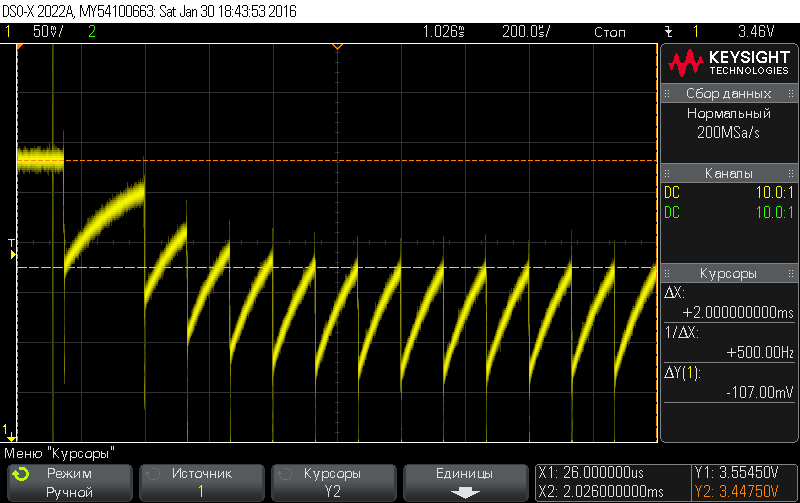 DSO-X 2022A, MY54100663: Sat Jan 30 18:43:53 2016
1 50mV/ 2 1.026ms 200.0us/ Стоп 1 3.46V
KEYSIGHT
TECHNOLOGIES
Сбор данных
Нормальный
200MSa/s
Каналы
DC 10.0:1
DC 10.0:1
Курсоры
ΔX:
+2.000000000ms
1/ΔX:
+500.00Hz
ΔY(1):
-107.00mV
T
1
Меню "Курсоры"
Режим
Ручной
Источник
1
Курсоры
Y2
Единицы
X1: 26.000000us
X2: 2.026000000ms
Y1: 3.55450V
Y2: 3.44750V